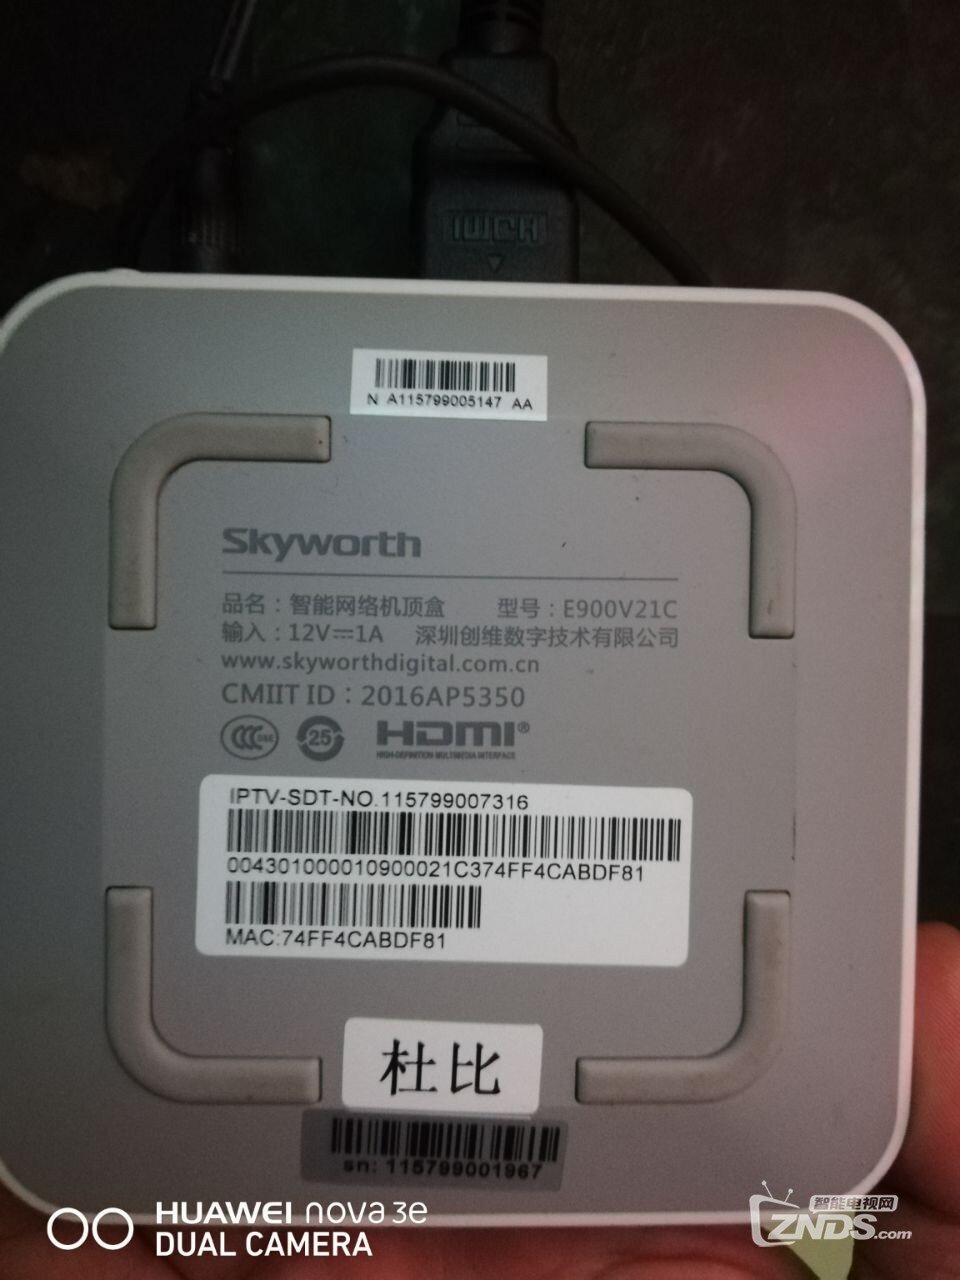 N A115799005147 AA
Skyworth
品名：智能网络机顶盒 型号：E900V21C
输入：12V⎓1A 深圳创维数字技术有限公司
www.skyworthdigital.com.cn
CMIIT ID：2016AP5350
CCC S&E 25 HDMI®
HIGH-DEFINITION MULTIMEDIA INTERFACE
IPTV-SDT-NO.115799007316
004301000010900021C374FF4CABDF81
MAC:74FF4CABDF81
杜比
sn: 115799001967
HUAWEI nova 3e
DUAL CAMERA
智能电视网
ZNDS.com